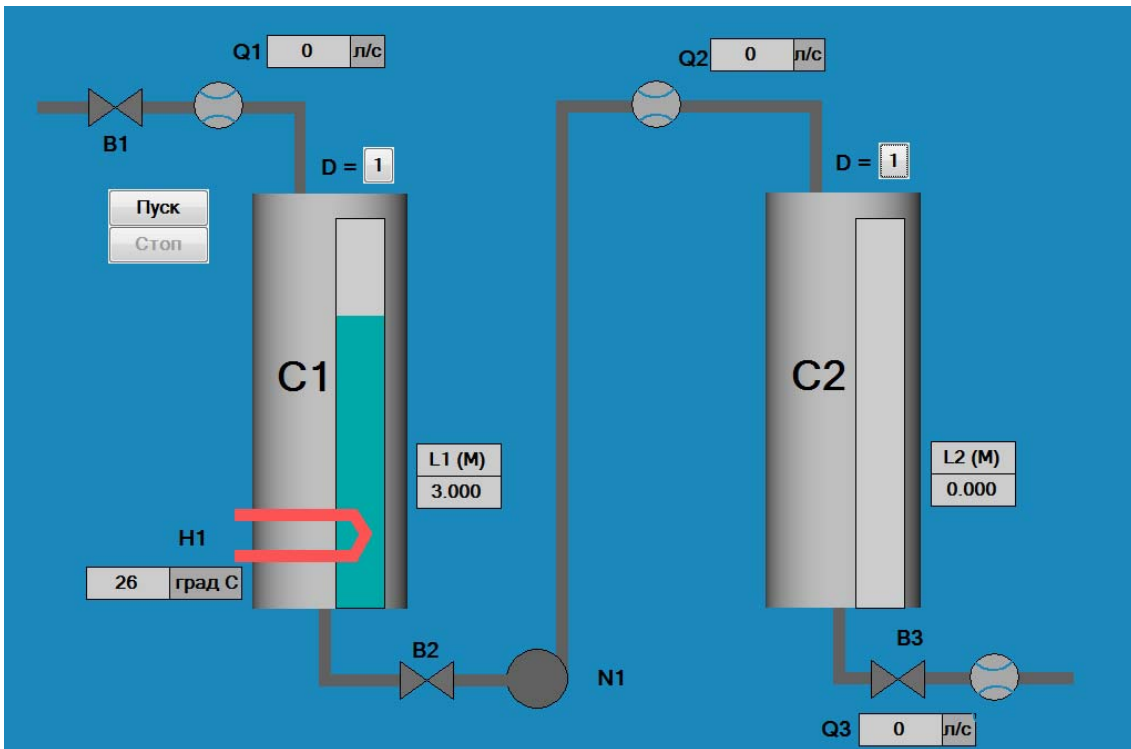 Q1 0 л/с
Q2 0 л/с
B1
D = 1
D = 1
Пуск
Стоп
C1
C2
L1 (M)
3.000
L2 (M)
0.000
H1
26 град C
B2
N1
B3
Q3 0 л/с